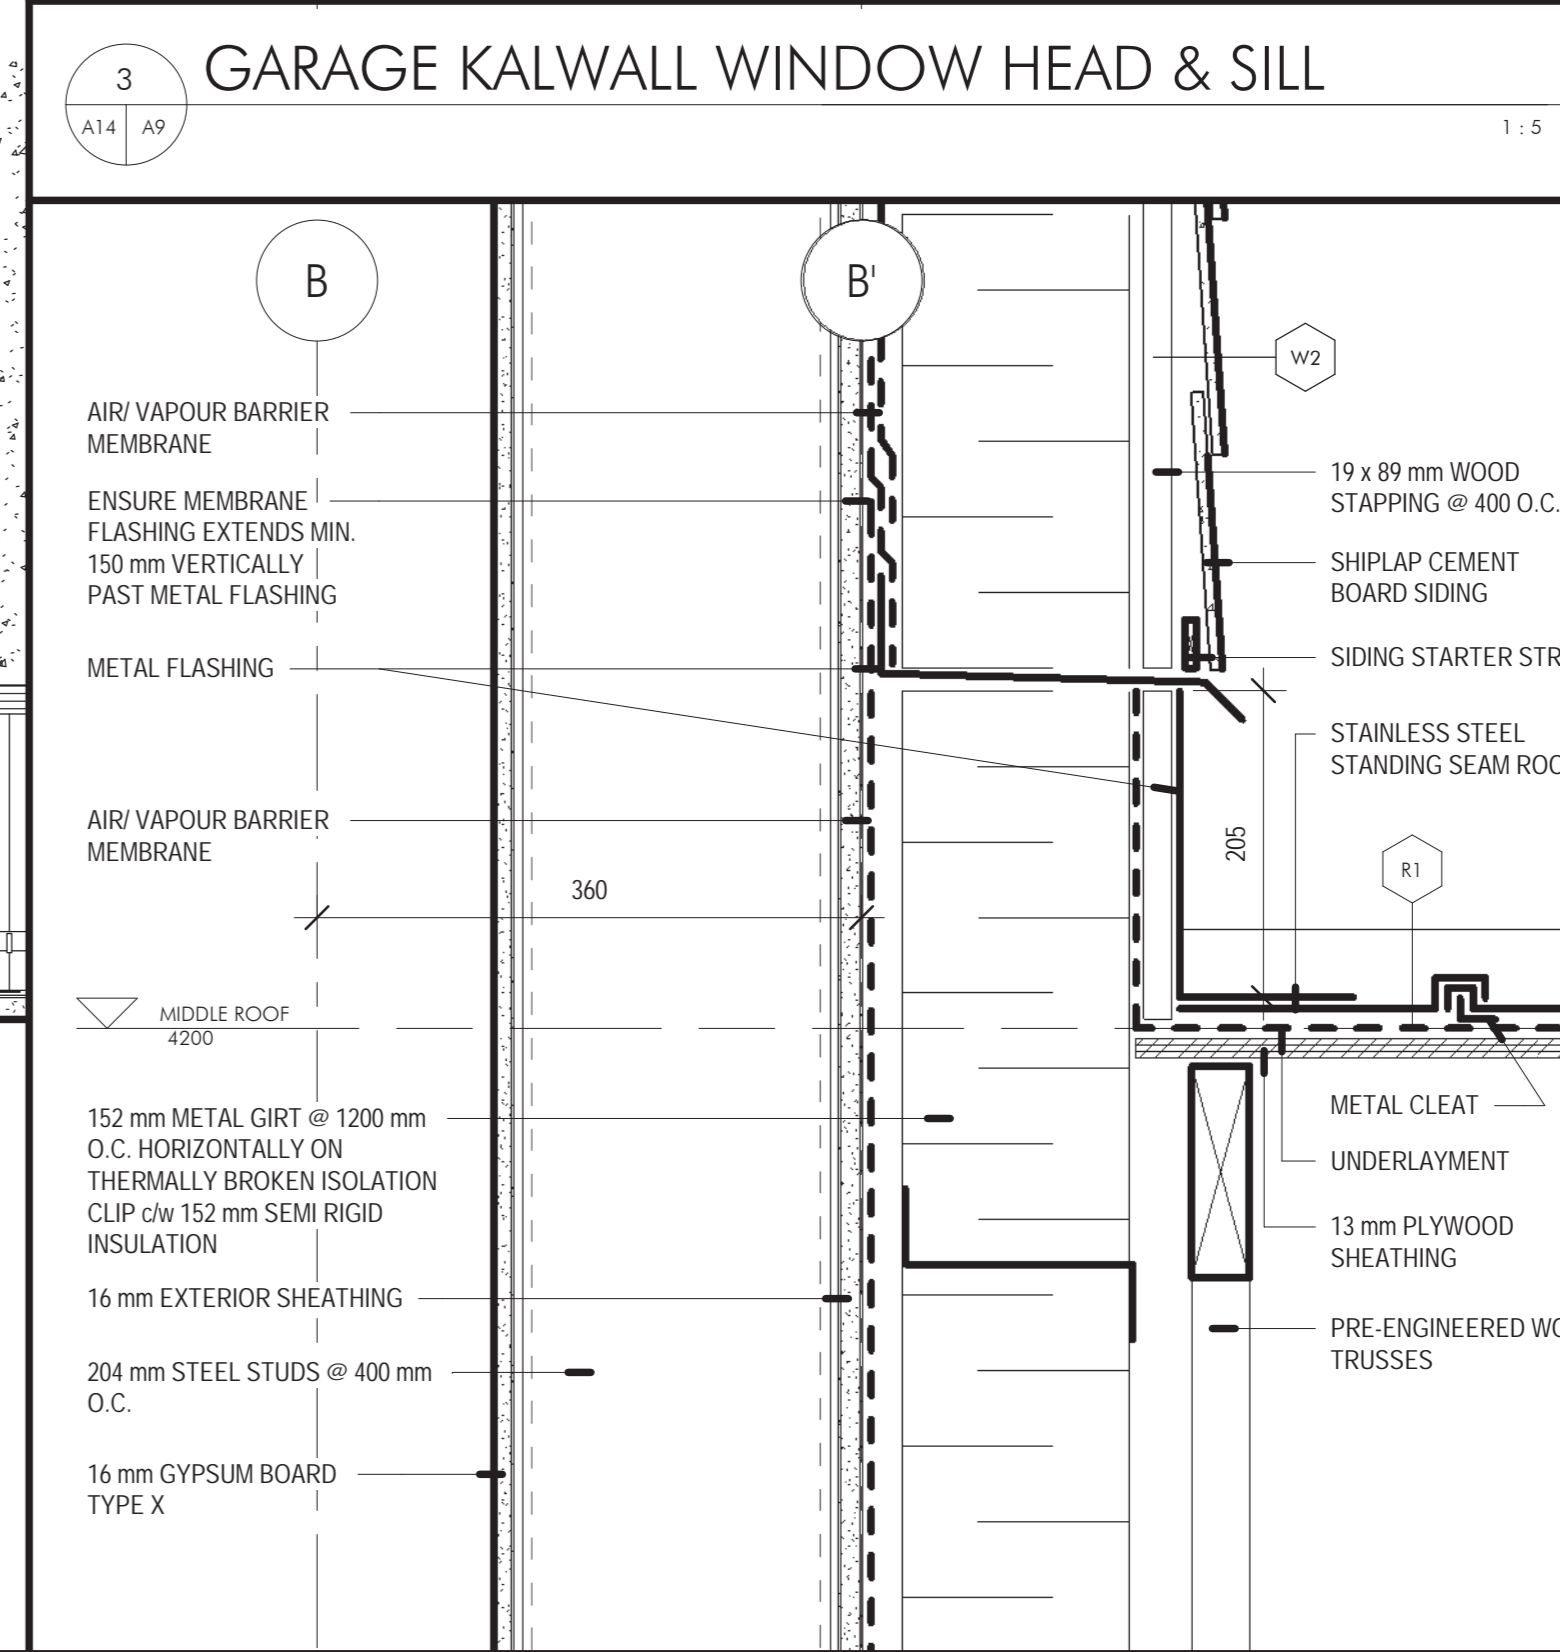 3
A14 A9
GARAGE KALWALL WINDOW HEAD & SILL
1 : 5
B
B'
W2
AIR/ VAPOUR BARRIER
MEMBRANE
ENSURE MEMBRANE
FLASHING EXTENDS MIN.
150 mm VERTICALLY
PAST METAL FLASHING
METAL FLASHING
AIR/ VAPOUR BARRIER
MEMBRANE
360
MIDDLE ROOF
4200
152 mm METAL GIRT @ 1200 mm
O.C. HORIZONTALLY ON
THERMALLY BROKEN ISOLATION
CLIP c/w 152 mm SEMI RIGID
INSULATION
16 mm EXTERIOR SHEATHING
204 mm STEEL STUDS @ 400 mm
O.C.
16 mm GYPSUM BOARD
TYPE X
19 x 89 mm WOOD
STAPPING @ 400 O.C.
SHIPLAP CEMENT
BOARD SIDING
SIDING STARTER STR
STAINLESS STEEL
STANDING SEAM ROO
205
R1
METAL CLEAT
UNDERLAYMENT
13 mm PLYWOOD
SHEATHING
PRE-ENGINEERED WO
TRUSSES